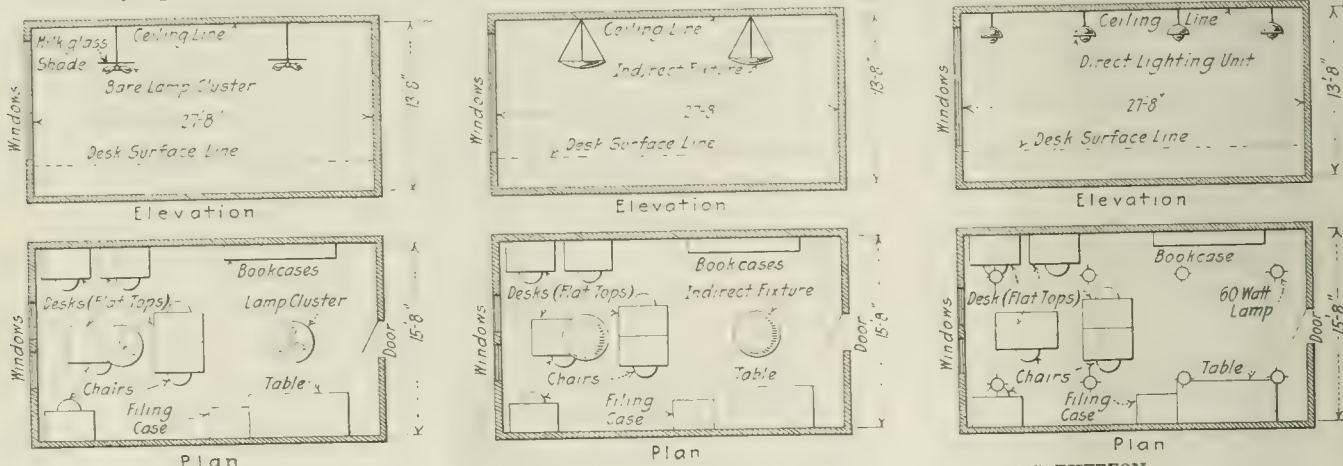 Ceiling Line
Milk glass
Shade
Bare Lamp Cluster
27'-8"
Desk Surface Line
Windows
13'-8"
Elevation
Bookcases
Desks (Flat Tops)
Lamp Cluster
Windows
Door
15'-8"
Chairs
Table
Filing
Case
Plan
Ceiling Line
Indirect Fixture
27'-8
Desk Surface Line
Windows
13'-8"
Elevation
Bookcases
Desks (Flat Tops)
Indirect Fixture
Windows
Door
15'-8"
Chairs
Table
Filing
Case
Plan
Ceiling Line
Direct Lighting Unit
27'-8"
Desk Surface Line
Windows
13'-8"
Elevation
Bookcase
Desk (Flat Tops)
60 Watt
Lamp
Windows
Door
15'-8"
Chairs
Table
Filing
Case
Plan